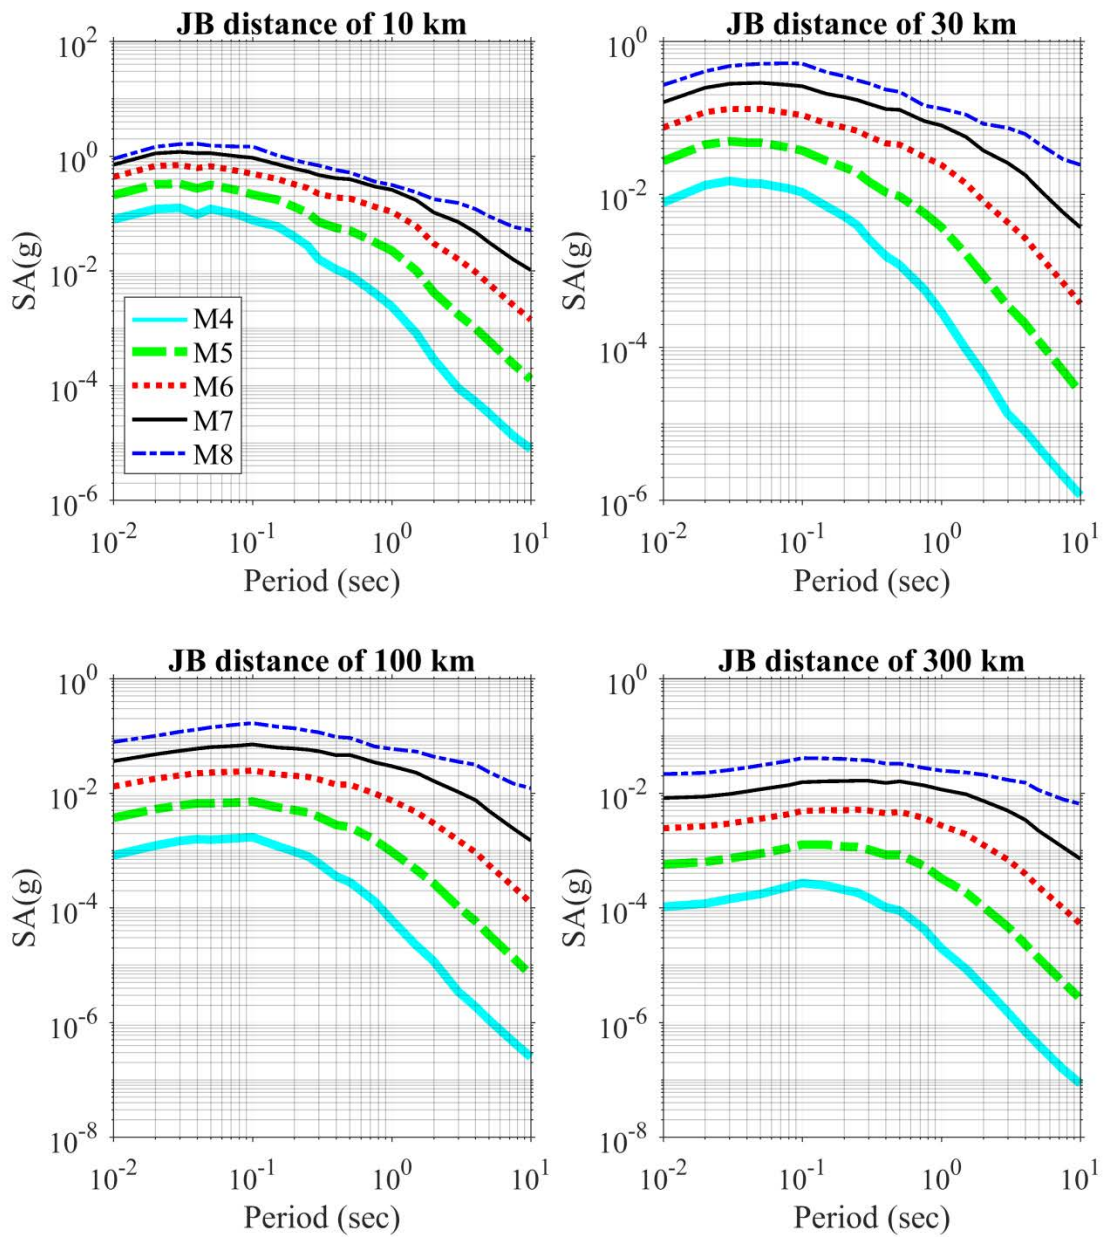 JB distance of 10 km
10^2
10^0
10^-2
10^-4
10^-6
SA(g)
M4
M5
M6
M7
M8
10^-2 10^-1 10^0 10^1
Period (sec)
JB distance of 30 km
10^0
10^-2
10^-4
10^-6
SA(g)
10^-2 10^-1 10^0 10^1
Period (sec)
JB distance of 100 km
10^0
10^-2
10^-4
10^-6
10^-8
SA(g)
10^-2 10^-1 10^0 10^1
Period (sec)
JB distance of 300 km
10^0
10^-2
10^-4
10^-6
10^-8
SA(g)
10^-2 10^-1 10^0 10^1
Period (sec)